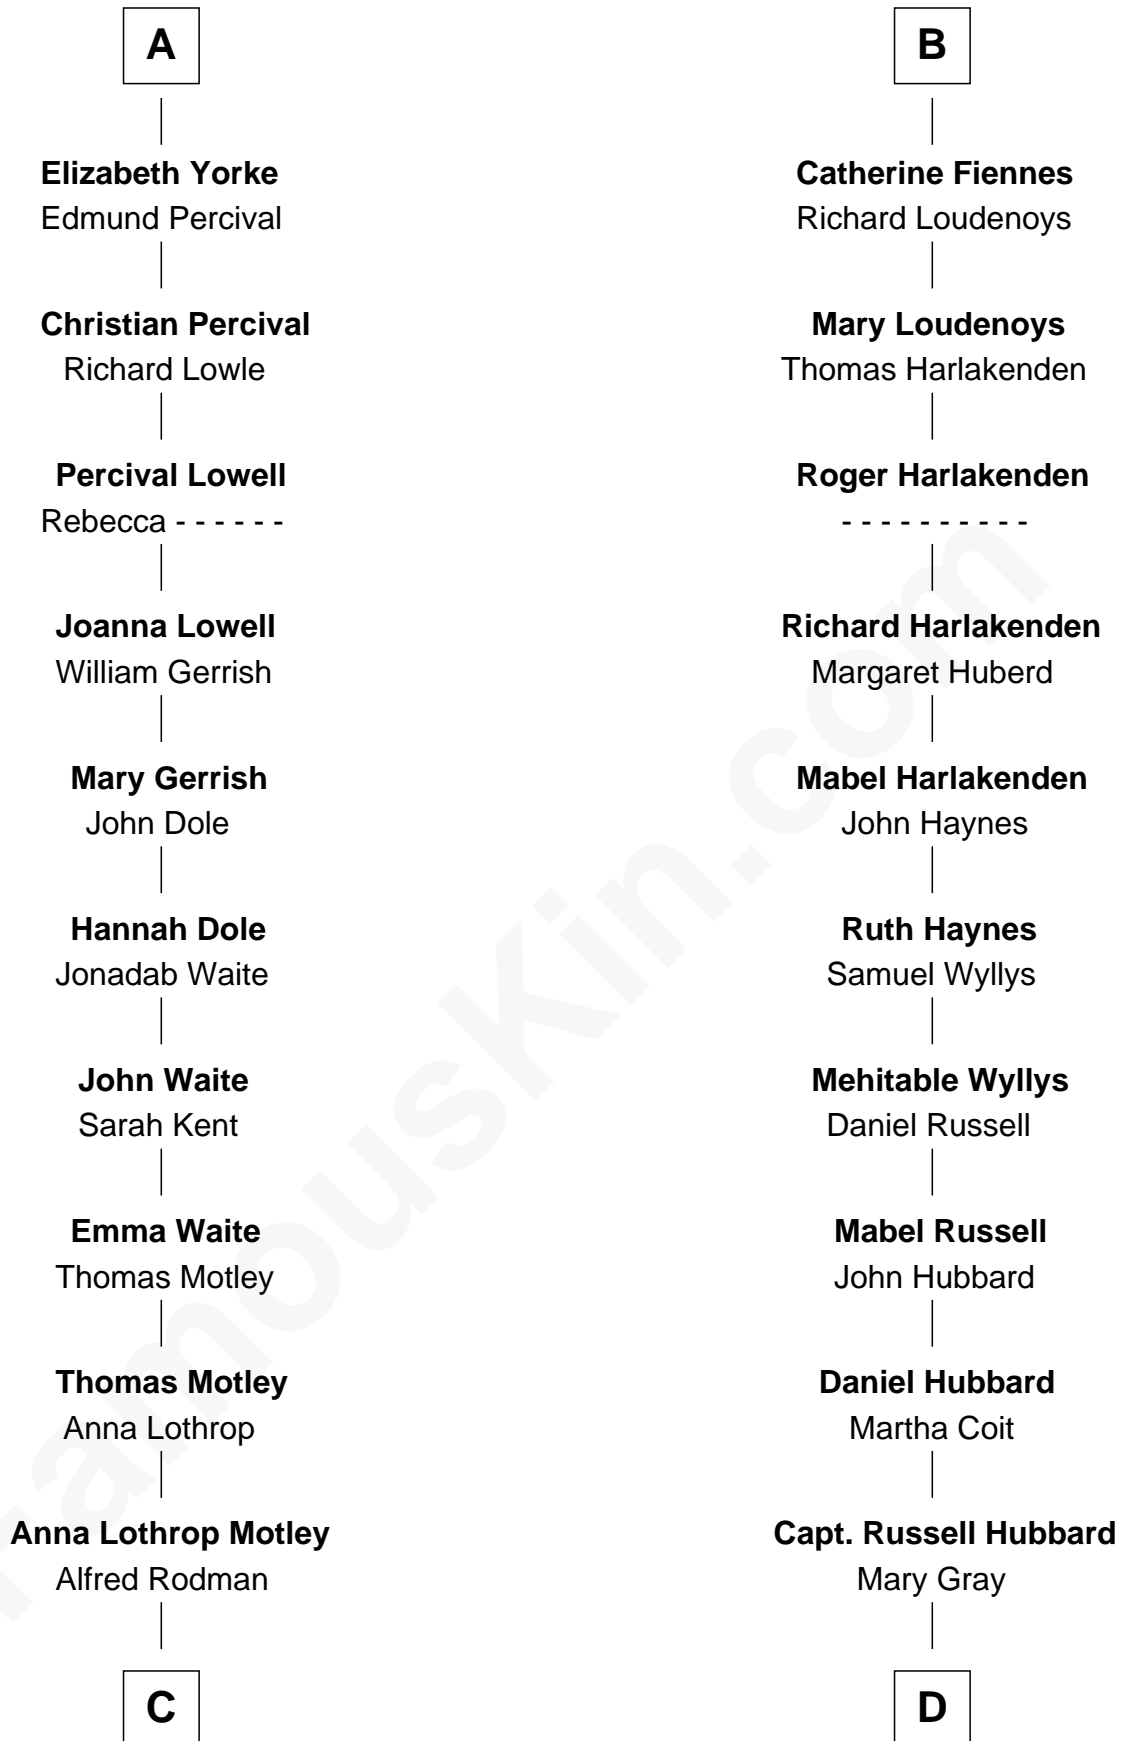 A
Elizabeth Yorke
Edmund Percival
Christian Percival
Richard Lowle
Percival Lowell
Rebecca - - - - - -
Joanna Lowell
William Gerrish
Mary Gerrish
John Dole
Hannah Dole
Jonadab Waite
John Waite
Sarah Kent
Emma Waite
Thomas Motley
Thomas Motley
Anna Lothrop
Anna Lothrop Motley
Alfred Rodman
C
B
Catherine Fiennes
Richard Loudenoys
Mary Loudenoys
Thomas Harlakenden
Roger Harlakenden
- - - - - - - - - -
Richard Harlakenden
Margaret Huberd
Mabel Harlakenden
John Haynes
Ruth Haynes
Samuel Wyllys
Mehitable Wyllys
Daniel Russell
Mabel Russell
John Hubbard
Daniel Hubbard
Martha Coit
Capt. Russell Hubbard
Mary Gray
D
FamousKin.com